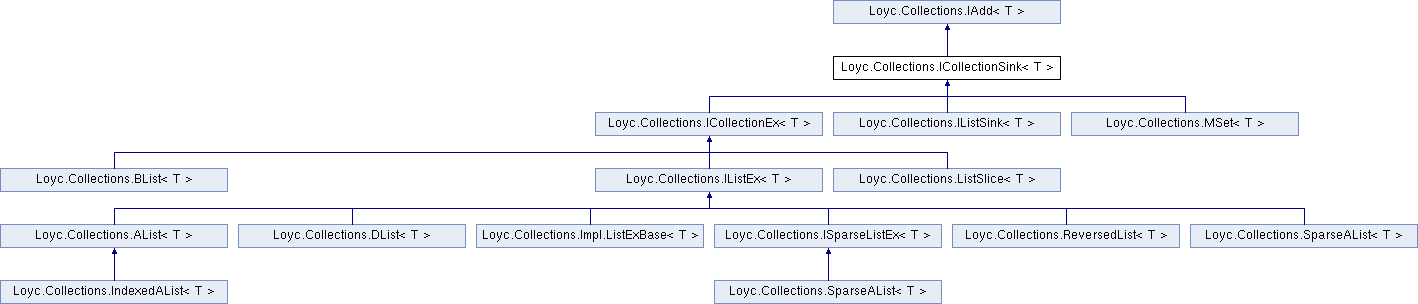 Loyc.Collections.IAdd< T >
Loyc.Collections.ICollectionSink< T >
Loyc.Collections.ICollectionEx< T >
Loyc.Collections.IListSink< T >
Loyc.Collections.MSet< T >
Loyc.Collections.BList< T >
Loyc.Collections.IListEx< T >
Loyc.Collections.ListSlice< T >
Loyc.Collections.AList< T >
Loyc.Collections.DList< T >
Loyc.Collections.Impl.ListExBase< T >
Loyc.Collections.ISparseListEx< T >
Loyc.Collections.ReversedList< T >
Loyc.Collections.SparseAList< T >
Loyc.Collections.IndexedAList< T >
Loyc.Collections.SparseAList< T >